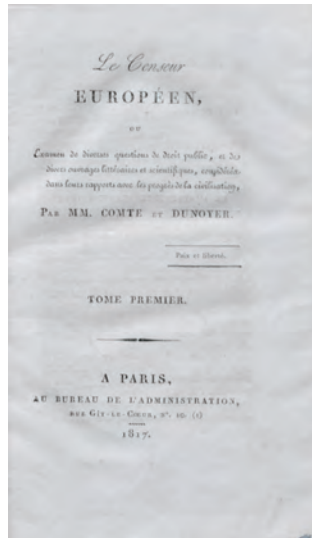 Le Censeur
EUROPÉEN,
OU
Examen de diverses questions de droit public, et des
divers ouvrages littéraires et scientifiques, considérés
dans leurs rapports avec les progrès de la civilisation,
PAR MM. COMTE ET DUNOYER.
Paix et liberté.
TOME PREMIER.
A PARIS,
AU BUREAU DE L'ADMINISTRATION,
RUE GÎT-LE-COEUR, N°. 10. (1)
1817.